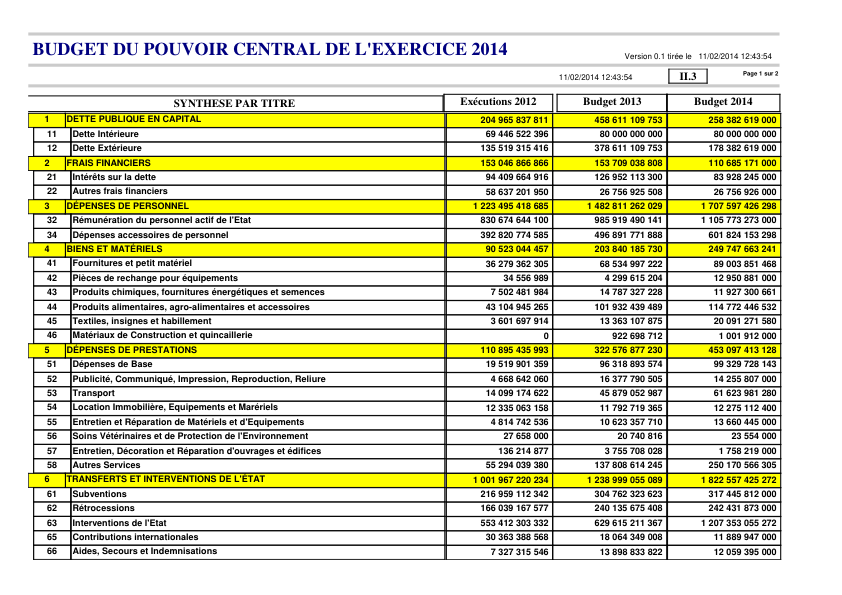 BUDGET DU POUVOIR CENTRAL DE L'EXERCICE 2014
Version 0.1 tirée le 11/02/2014 12:43:54
11/02/2014 12:43:54 II.3 Page 1 sur 2
SYNTHESE PAR TITRE Exécutions 2012 Budget 2013 Budget 2014
1 DETTE PUBLIQUE EN CAPITAL 204 965 837 811 458 611 109 753 258 382 619 000
11 Dette Intérieure 69 446 522 396 80 000 000 000 80 000 000 000
12 Dette Extérieure 135 519 315 416 378 611 109 753 178 382 619 000
2 FRAIS FINANCIERS 153 046 866 866 153 709 038 808 110 685 171 000
21 Intérêts sur la dette 94 409 664 916 126 952 113 300 83 928 245 000
22 Autres frais financiers 58 637 201 950 26 756 925 508 26 756 926 000
3 DÉPENSES DE PERSONNEL 1 223 495 418 685 1 482 811 262 029 1 707 597 426 298
32 Rémunération du personnel actif de l'Etat 830 674 644 100 985 919 490 141 1 105 773 273 000
34 Dépenses accessoires de personnel 392 820 774 585 496 891 771 888 601 824 153 298
4 BIENS ET MATÉRIELS 90 523 044 457 203 840 185 730 249 747 663 241
41 Fournitures et petit matériel 36 279 362 305 68 534 997 222 89 003 851 468
42 Pièces de rechange pour équipements 34 556 989 4 299 615 204 12 950 881 000
43 Produits chimiques, fournitures énergétiques et semences 7 502 481 984 14 787 327 228 11 927 300 661
44 Produits alimentaires, agro-alimentaires et accessoires 43 104 945 265 101 932 439 489 114 772 446 532
45 Textiles, insignes et habillement 3 601 697 914 13 363 107 875 20 091 271 580
46 Matériaux de Construction et quincaillerie 0 922 698 712 1 001 912 000
5 DÉPENSES DE PRESTATIONS 110 895 435 993 322 576 877 230 453 097 413 128
51 Dépenses de Base 19 519 901 359 96 318 893 574 99 329 728 143
52 Publicité, Communiqué, Impression, Reproduction, Reliure 4 668 642 060 16 377 790 505 14 255 807 000
53 Transport 14 099 174 622 45 879 052 987 61 623 981 280
54 Location Immobilière, Equipements et Marériels 12 335 063 158 11 792 719 365 12 275 112 400
55 Entretien et Réparation de Matériels et d'Equipements 4 814 742 536 10 623 357 710 13 660 445 000
56 Soins Vétérinaires et de Protection de l'Environnement 27 658 000 20 740 816 23 554 000
57 Entretien, Décoration et Réparation d'ouvrages et édifices 136 214 877 3 755 708 028 1 758 219 000
58 Autres Services 55 294 039 380 137 808 614 245 250 170 566 305
6 TRANSFERTS ET INTERVENTIONS DE L'ÉTAT 1 001 967 220 234 1 238 999 055 089 1 822 557 425 272
61 Subventions 216 959 112 342 304 762 323 623 317 445 812 000
62 Rétrocessions 166 039 167 577 240 135 675 408 242 431 873 000
63 Interventions de l'Etat 553 412 303 332 629 615 211 367 1 207 353 055 272
65 Contributions internationales 30 363 388 568 18 064 349 008 11 889 947 000
66 Aides, Secours et Indemnisations 7 327 315 546 13 898 833 822 12 059 395 000